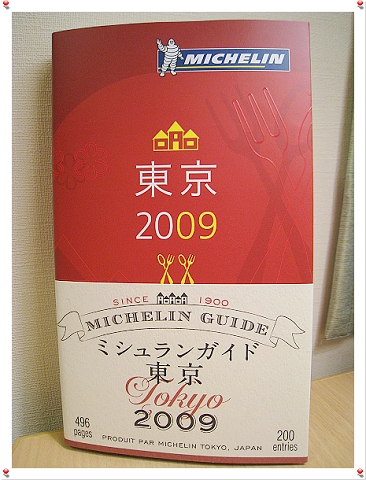 MICHELIN
東京
2009
SINCE 1900
MICHELIN GUIDE
ミシュランガイド
東京
Tokyo
2009
496 pages
200 entries
PRODUIT PAR MICHELIN TOKYO, JAPAN